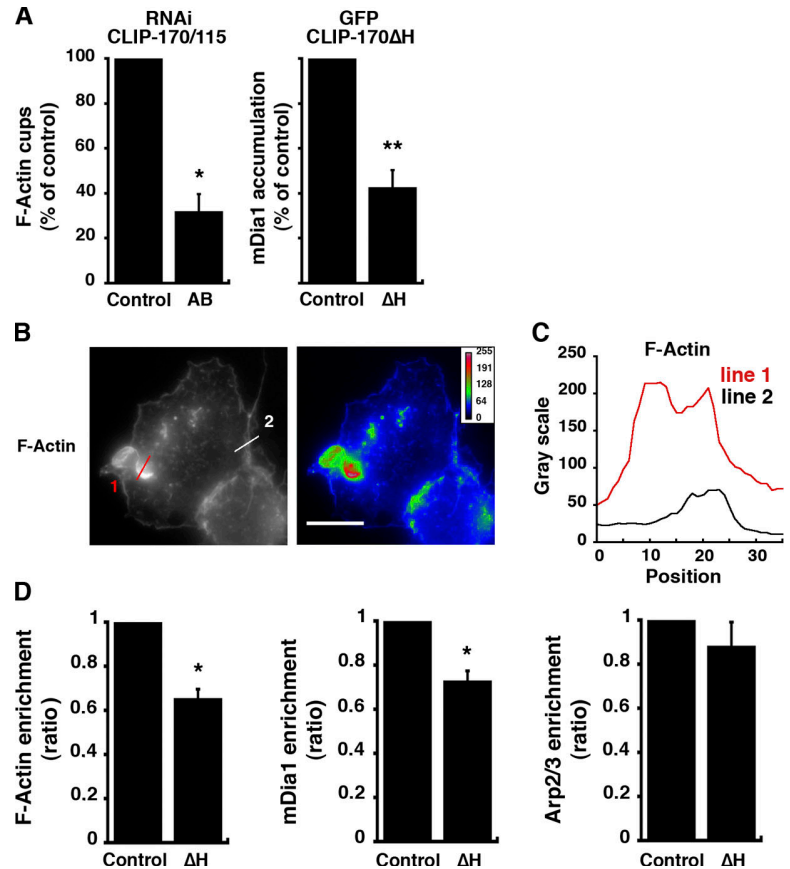 A
RNAi
CLIP-170/115
F-Actin cups
(% of control)
100
80
60
40
20
0
*
Control AB
GFP
CLIP-170ΔH
mDia1 accumulation
(% of control)
100
80
60
40
20
0
**
Control ΔH
B
F-Actin
1
2
255
191
128
64
0
C
F-Actin
line 1
line 2
Gray scale
250
200
150
100
50
0
0 10 20 30
Position
D
F-Actin enrichment
(ratio)
1
0.8
0.6
0.4
0.2
0
*
Control ΔH
mDia1 enrichment
(ratio)
1
0.8
0.6
0.4
0.2
0
*
Control ΔH
Arp2/3 enrichment
(ratio)
1
0.8
0.6
0.4
0.2
0
Control ΔH